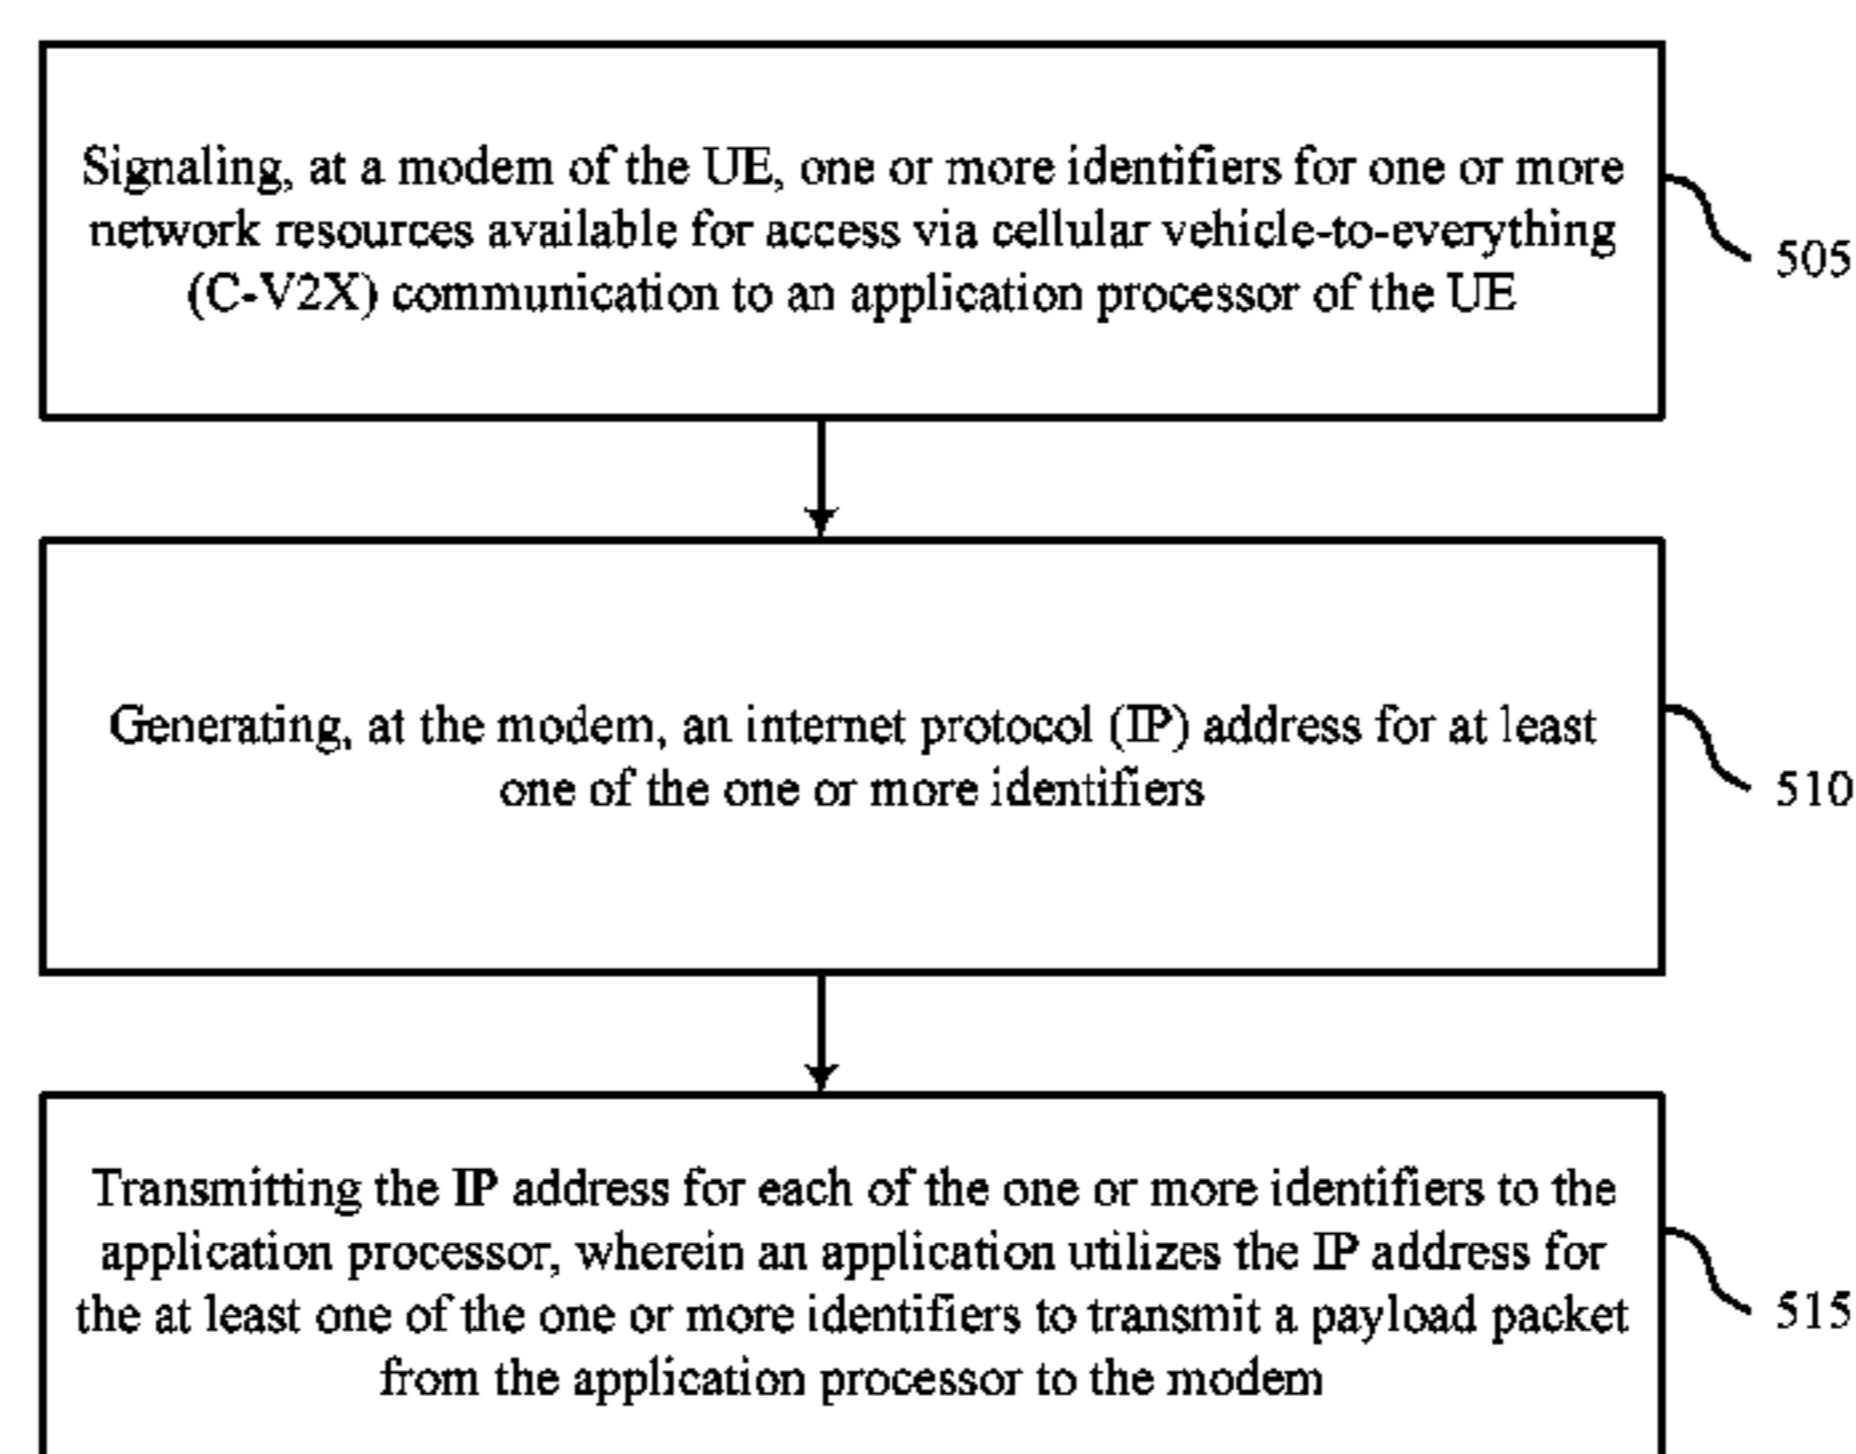 Signaling, at a modem of the UE, one or more identifiers for one or more
network resources available for access via cellular vehicle-to-everything
(C-V2X) communication to an application processor of the UE
505
Generating, at the modem, an internet protocol (IP) address for at least
one of the one or more identifiers
510
Transmitting the IP address for each of the one or more identifiers to the
application processor, wherein an application utilizes the IP address for
the at least one of the one or more identifiers to transmit a payload packet
from the application processor to the modem
515